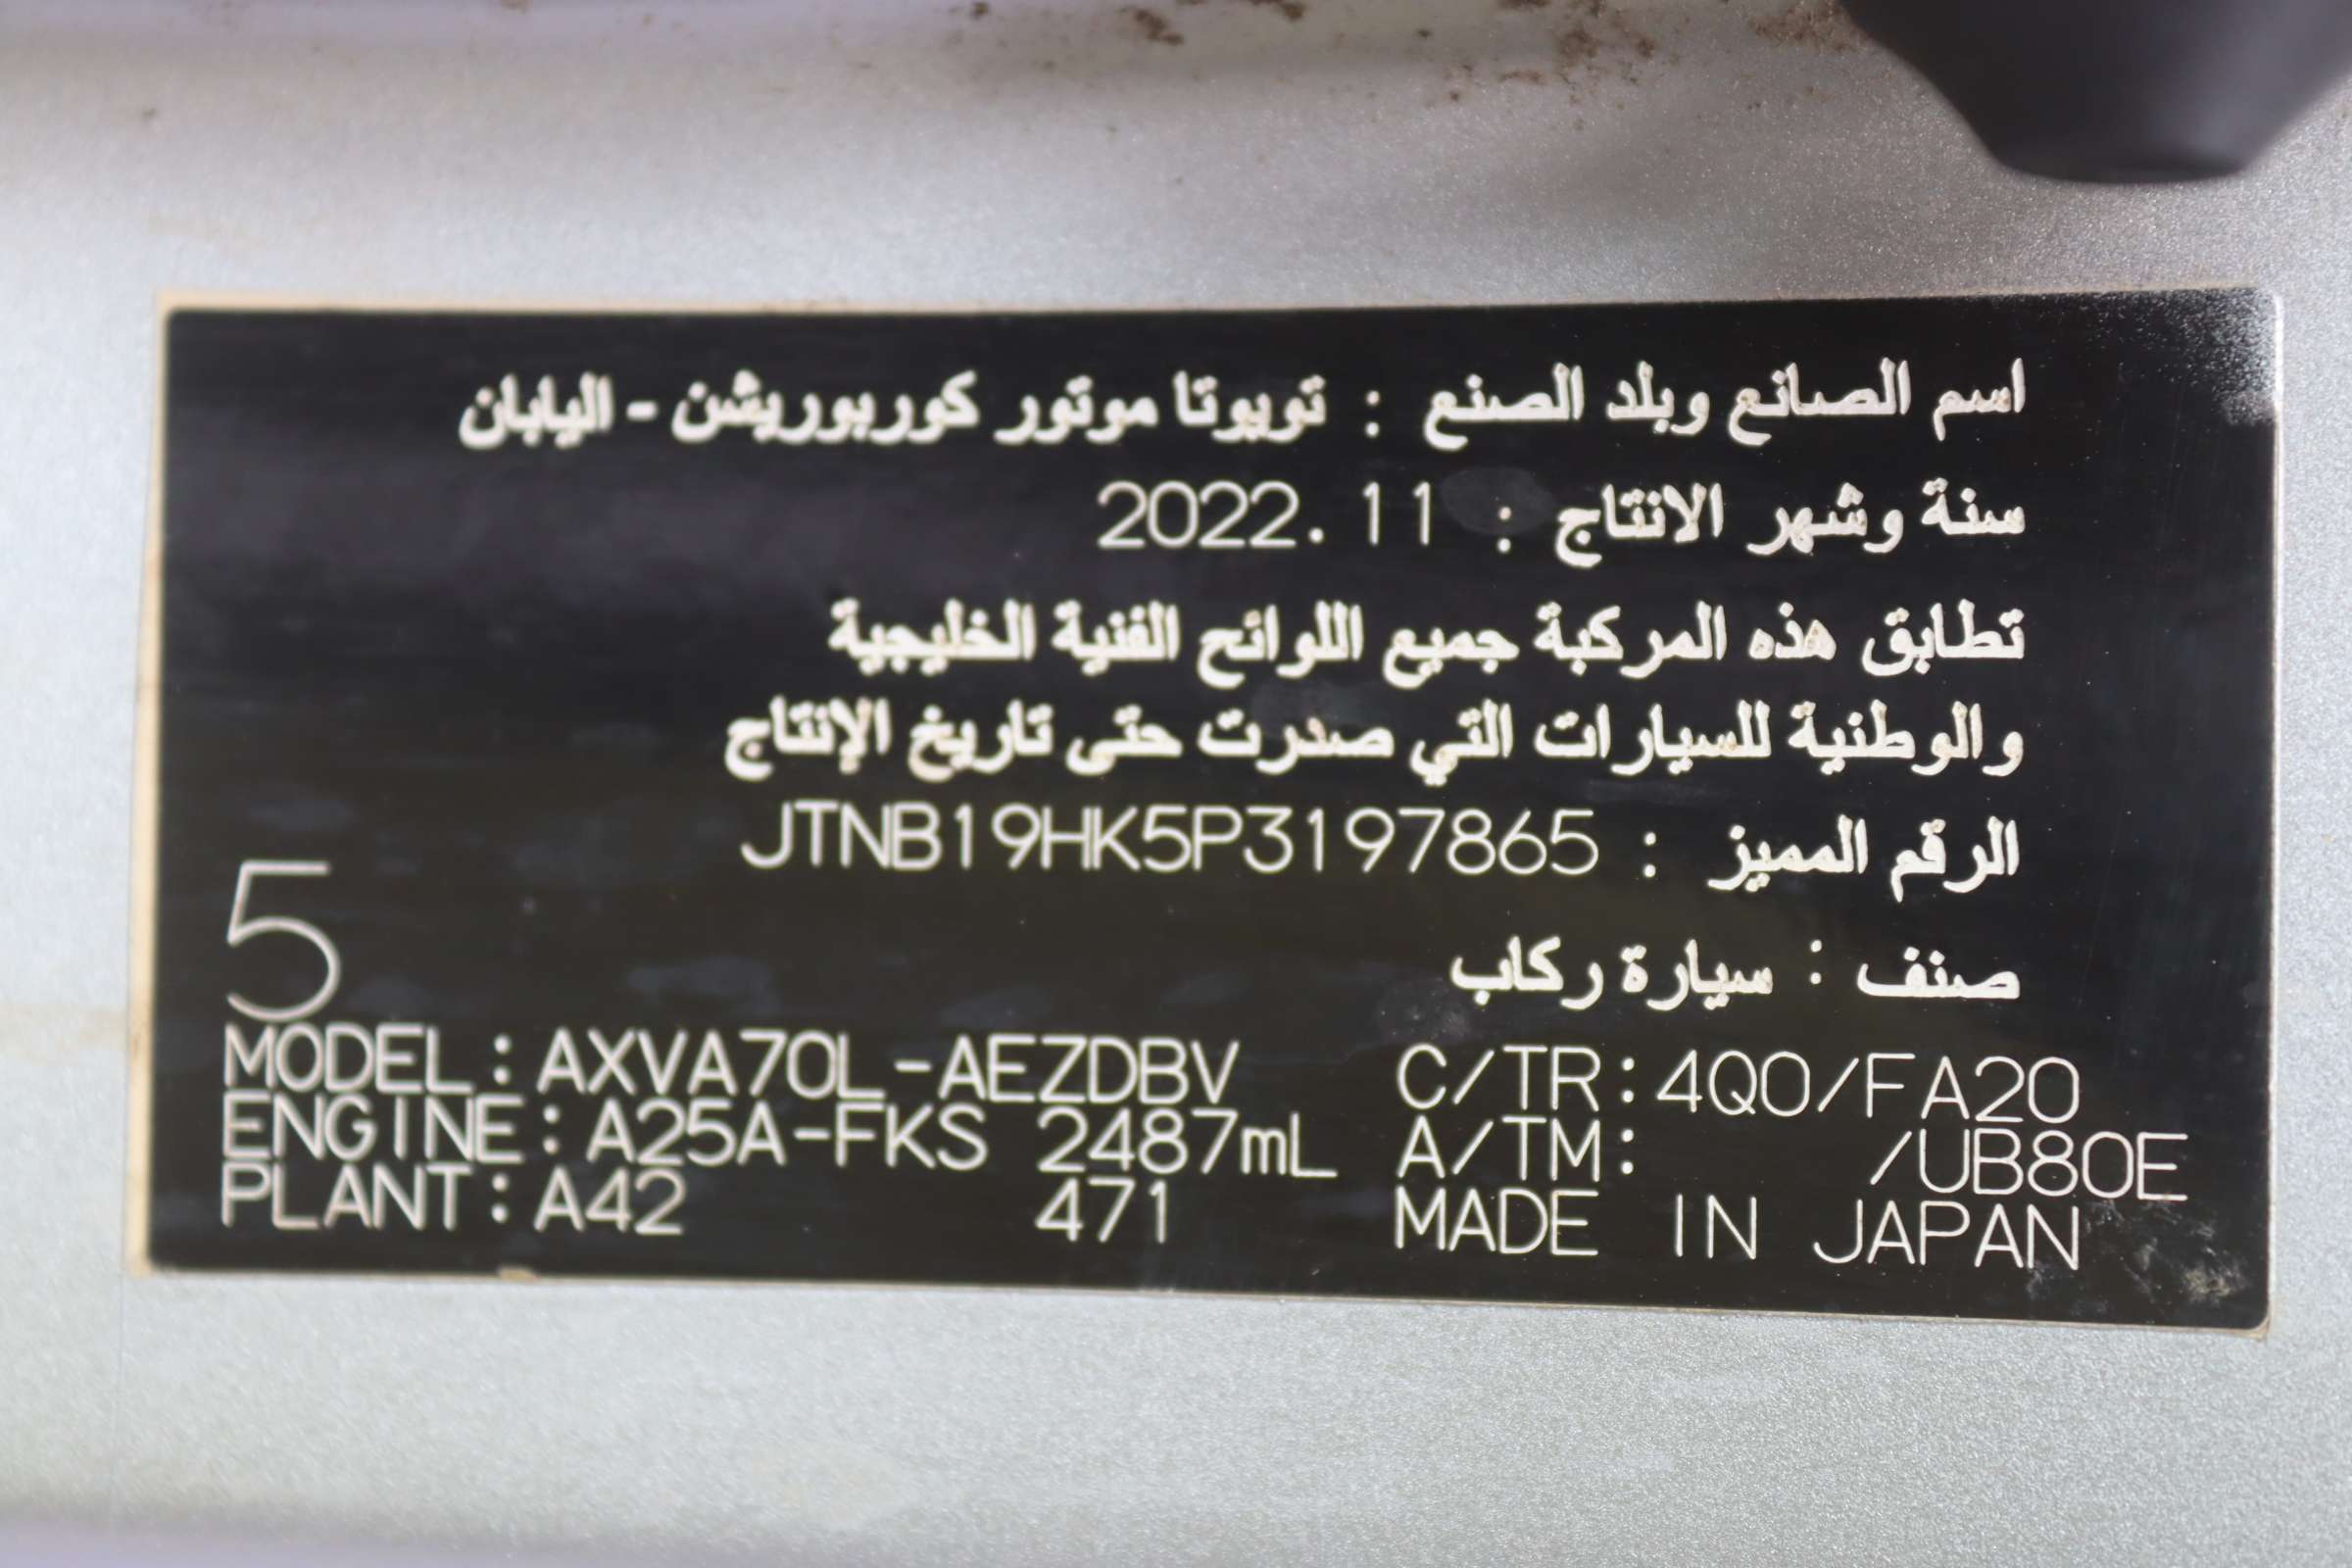 اسم الصانع وبلد الصنع : تويوتا موتور كوربوريشن - اليابان
سنة وشهر الانتاج : 2022.11
تطابق هذه المركبة جميع اللوائح الفنية الخليجية
والوطنية للسيارات التي صدرت حتى تاريخ الإنتاج
الرقم المميز : JTNB19HK5P3197865
صنف : سيارة ركاب
5
MODEL: AXVA70L-AEZDBV C/TR: 4Q0/FA20
ENGINE: A25A-FKS 2487mL A/TM: /UB80E
PLANT: A42 471 MADE IN JAPAN